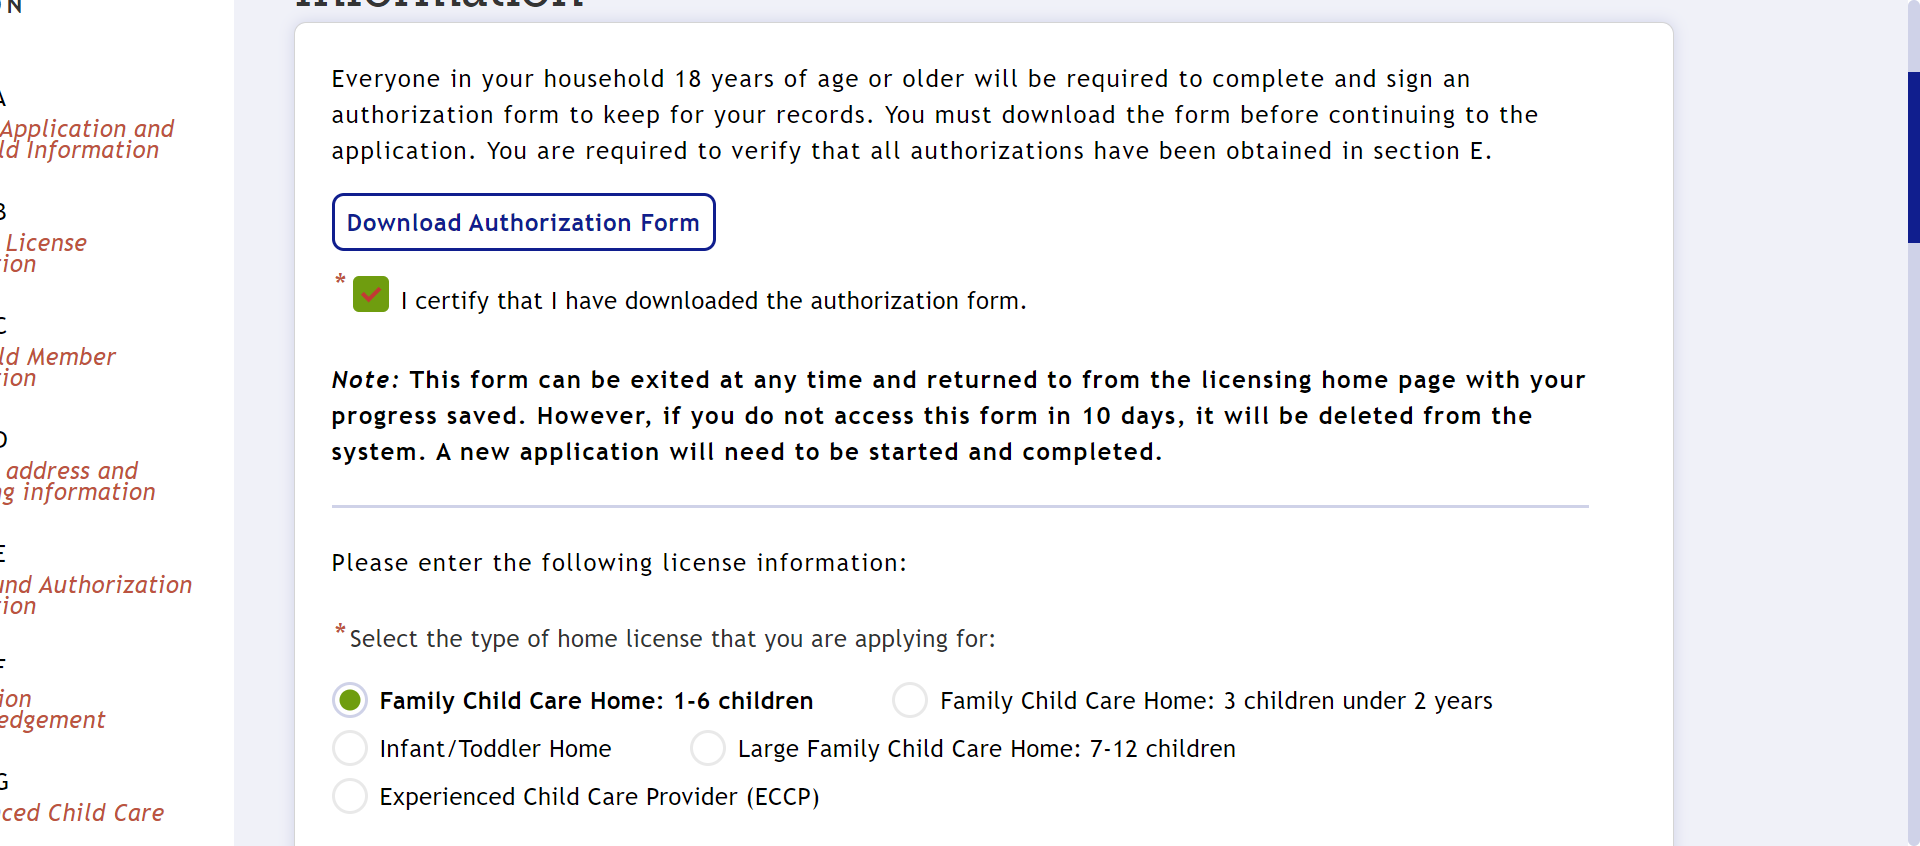 Information
Everyone in your household 18 years of age or older will be required to complete and sign an
authorization form to keep for your records. You must download the form before continuing to the
application. You are required to verify that all authorizations have been obtained in section E.
Download Authorization Form
* I certify that I have downloaded the authorization form.
Note: This form can be exited at any time and returned to from the licensing home page with your
progress saved. However, if you do not access this form in 10 days, it will be deleted from the
system. A new application will need to be started and completed.
Please enter the following license information:
*Select the type of home license that you are applying for:
Family Child Care Home: 1-6 children
Family Child Care Home: 3 children under 2 years
Infant/Toddler Home
Large Family Child Care Home: 7-12 children
Experienced Child Care Provider (ECCP)
ON
A
Application and
ld Information
B
License
ion
C
ld Member
ion
D
address and
ng information
E
und Authorization
ion
F
ion
edgement
G
ced Child Care